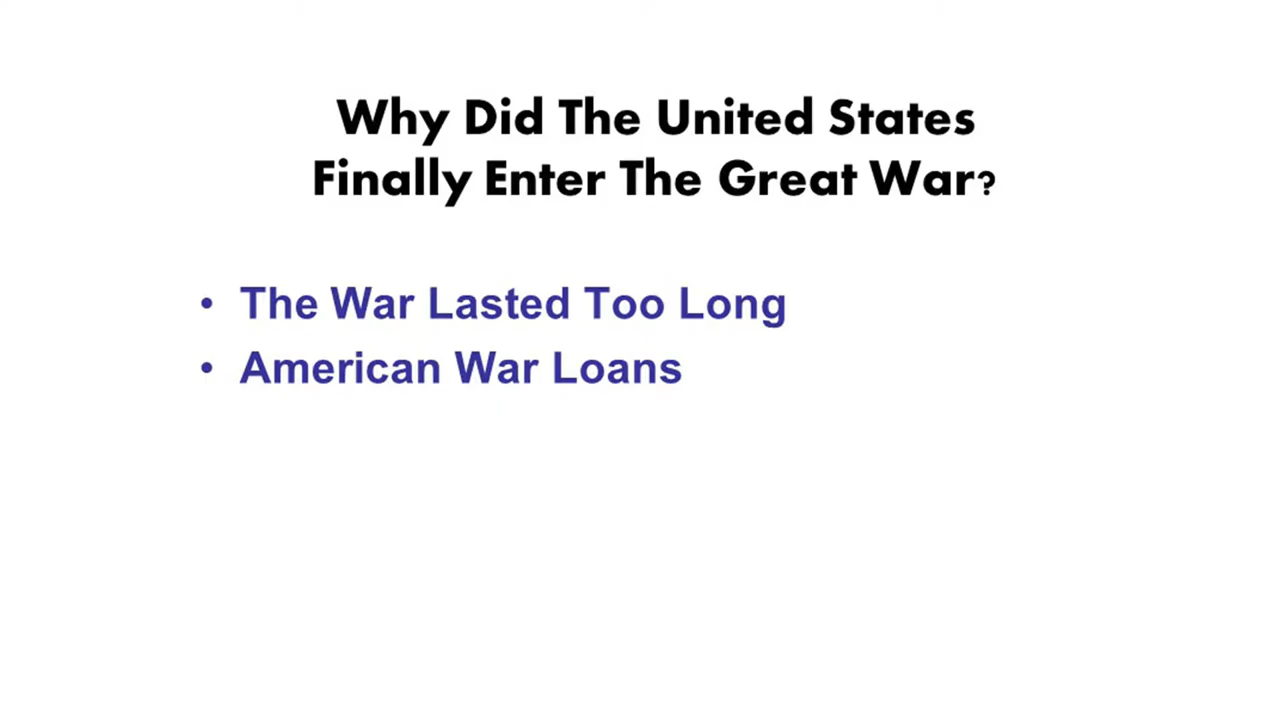 Why Did The United States
Finally Enter The Great War?
• The War Lasted Too Long
• American War Loans